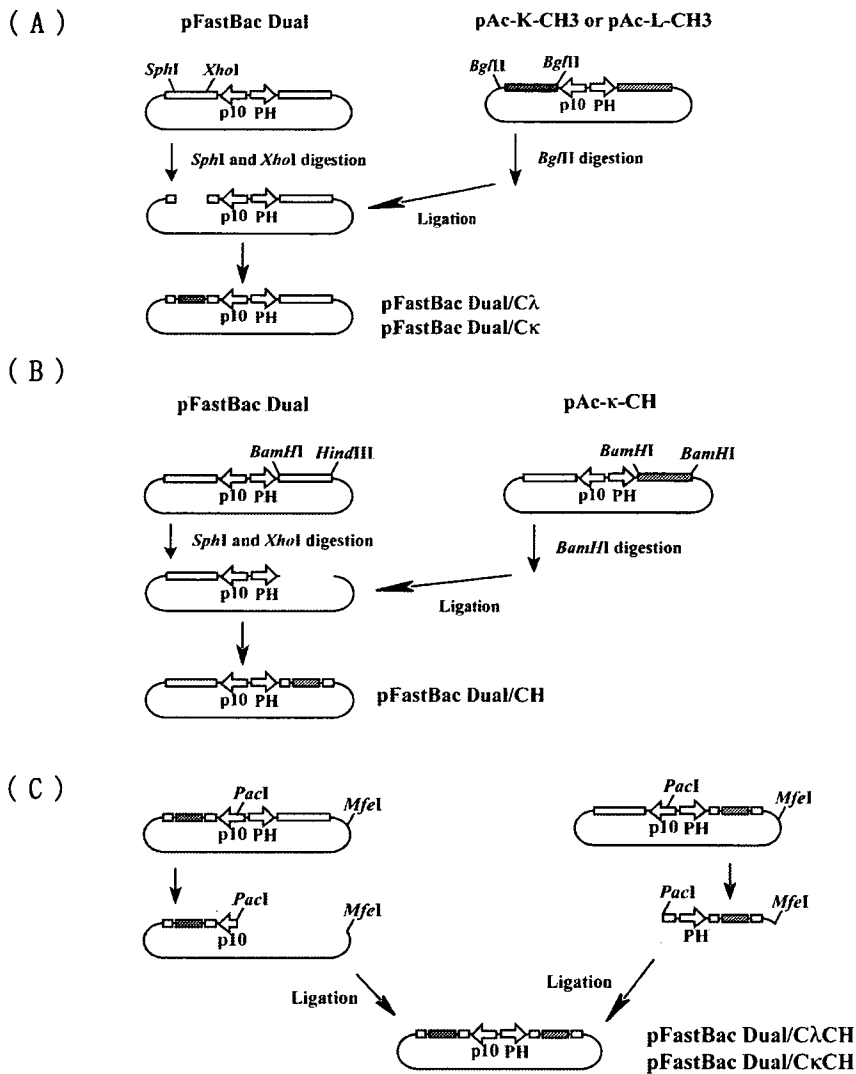 (A)
pFastBac Dual
pAc-K-CH3 or pAc-L-CH3
SphI XhoI
BglII BglII
p10 PH
p10 PH
SphI and XhoI digestion
BglII digestion
p10 PH
Ligation
p10 PH
pFastBac Dual/Cλ
pFastBac Dual/Cκ
(B)
pFastBac Dual
pAc-κ-CH
BamHI HindIII
BamHI BamHI
p10 PH
p10 PH
SphI and XhoI digestion
BamHI digestion
p10 PH
Ligation
p10 PH
pFastBac Dual/CH
(C)
PacI MfeI
PacI MfeI
p10 PH
p10 PH
PacI MfeI
PacI MfeI
p10
PH
Ligation
Ligation
p10 PH
pFastBac Dual/CλCH
pFastBac Dual/CκCH